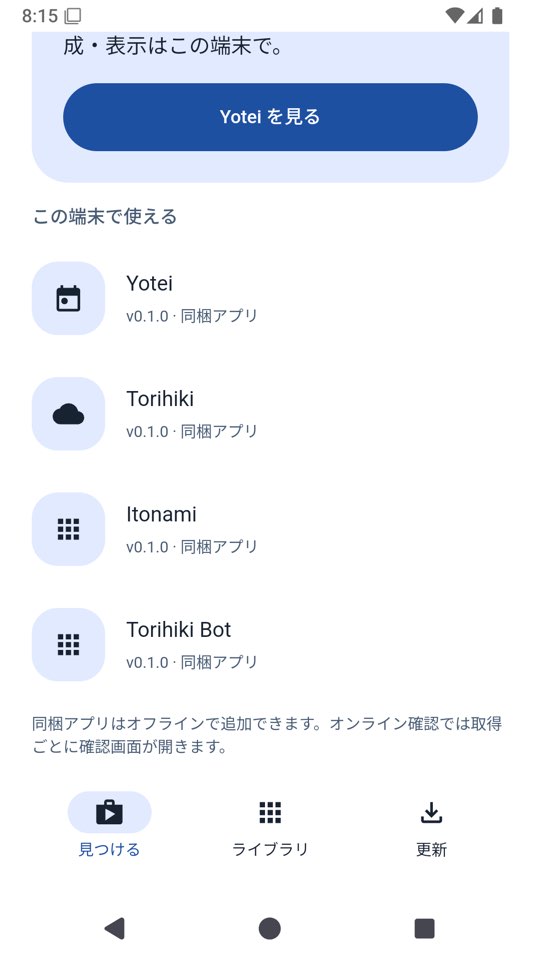 8:15
成・表示はこの端末で。
Yotei を見る
この端末で使える
Yotei
v0.1.0 · 同梱アプリ
Torihiki
v0.1.0 · 同梱アプリ
Itonami
v0.1.0 · 同梱アプリ
Torihiki Bot
v0.1.0 · 同梱アプリ
同梱アプリはオフラインで追加できます。オンライン確認では取得
ごとに確認画面が開きます。
見つける
ライブラリ
更新